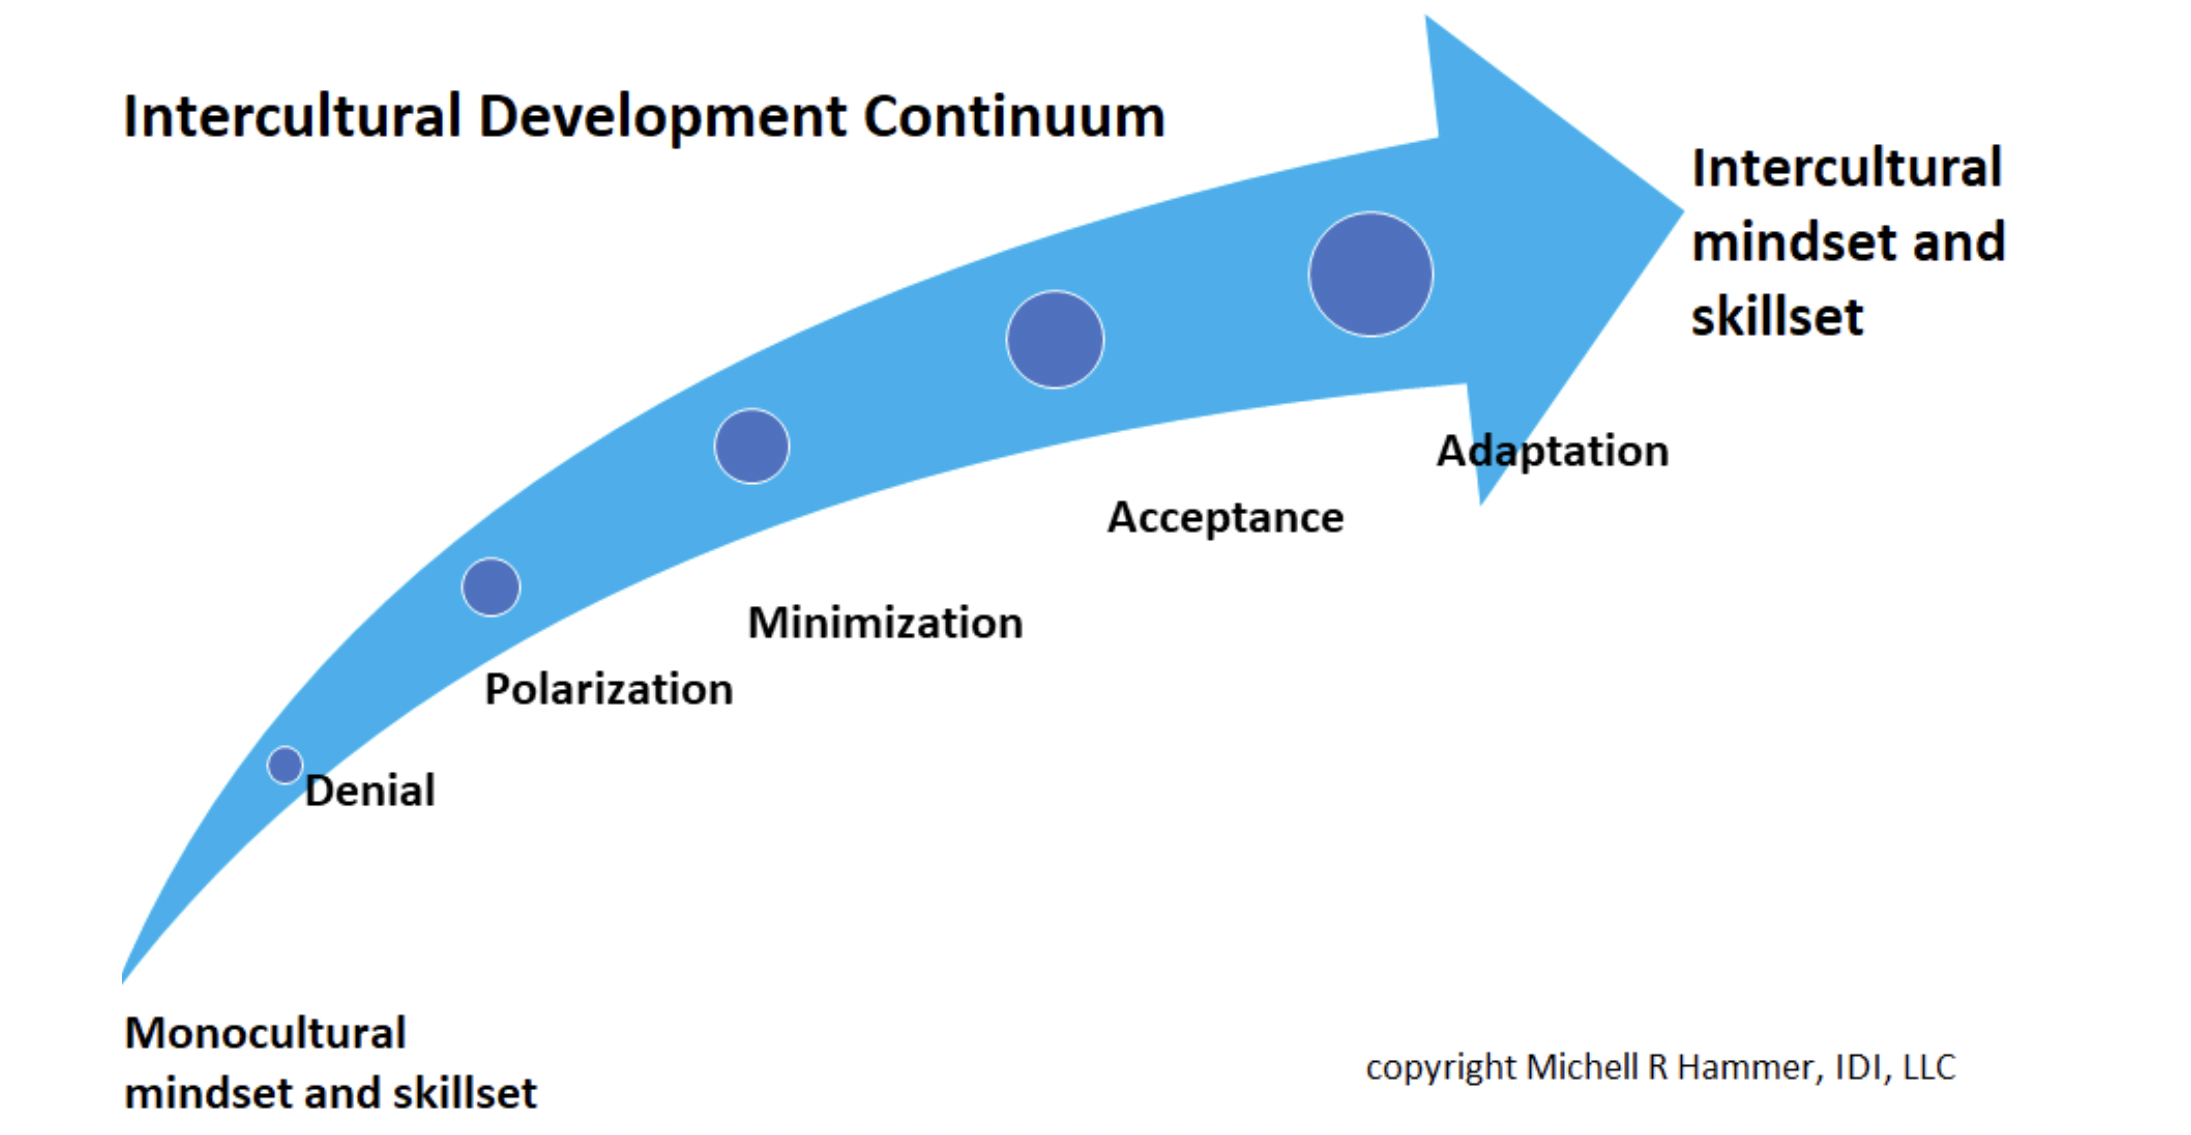 Intercultural Development Continuum
Intercultural
mindset and
skillset
Adaptation
Acceptance
Minimization
Polarization
Denial
Monocultural
mindset and skillset
copyright Michell R Hammer, IDI, LLC